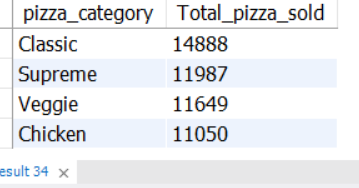 pizza_category Total_pizza_sold
Classic 14888
Supreme 11987
Veggie 11649
Chicken 11050
esult 34 ×